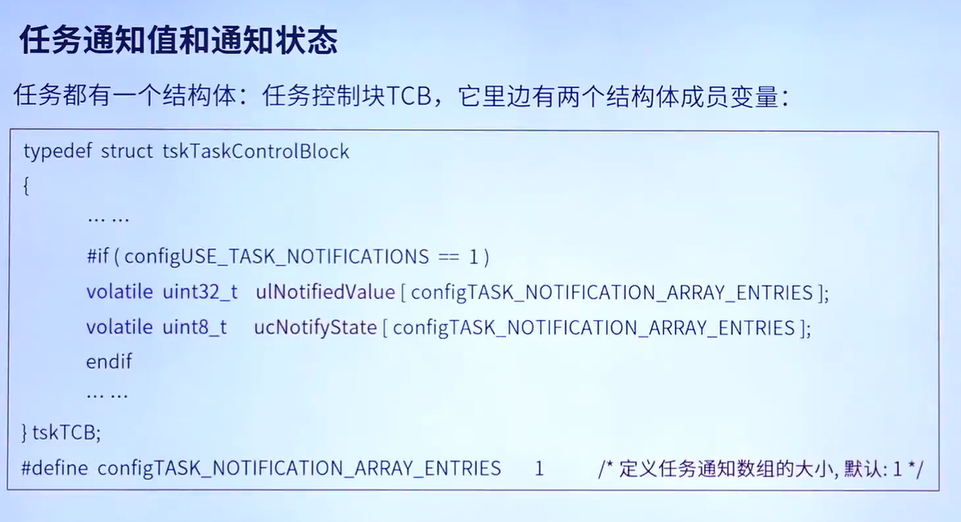 任务通知值和通知状态
任务都有一个结构体：任务控制块TCB，它里边有两个结构体成员变量：
typedef struct tskTaskControlBlock
{
… …
#if ( configUSE_TASK_NOTIFICATIONS == 1 )
volatile uint32_t ulNotifiedValue [ configTASK_NOTIFICATION_ARRAY_ENTRIES ];
volatile uint8_t ucNotifyState [ configTASK_NOTIFICATION_ARRAY_ENTRIES ];
endif
… …
} tskTCB;
#define configTASK_NOTIFICATION_ARRAY_ENTRIES 1 /* 定义任务通知数组的大小, 默认: 1 */